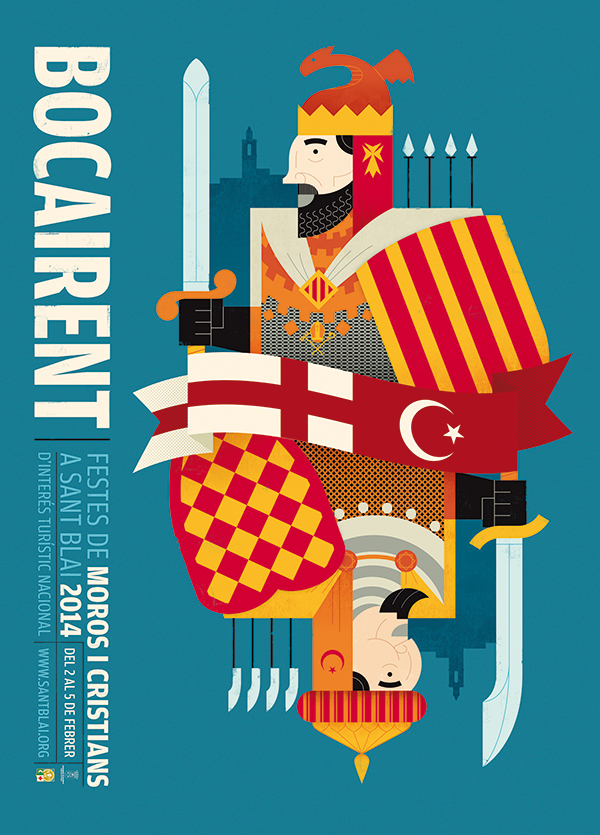 BOCAIRENT
FESTES DE MOROS I CRISTIANS
A SANT BLAI 2014
DEL 2 AL 5 DE FEBRER
D'INTERÉS TURÍSTIC NACIONAL
WWW.SANTBLAI.ORG